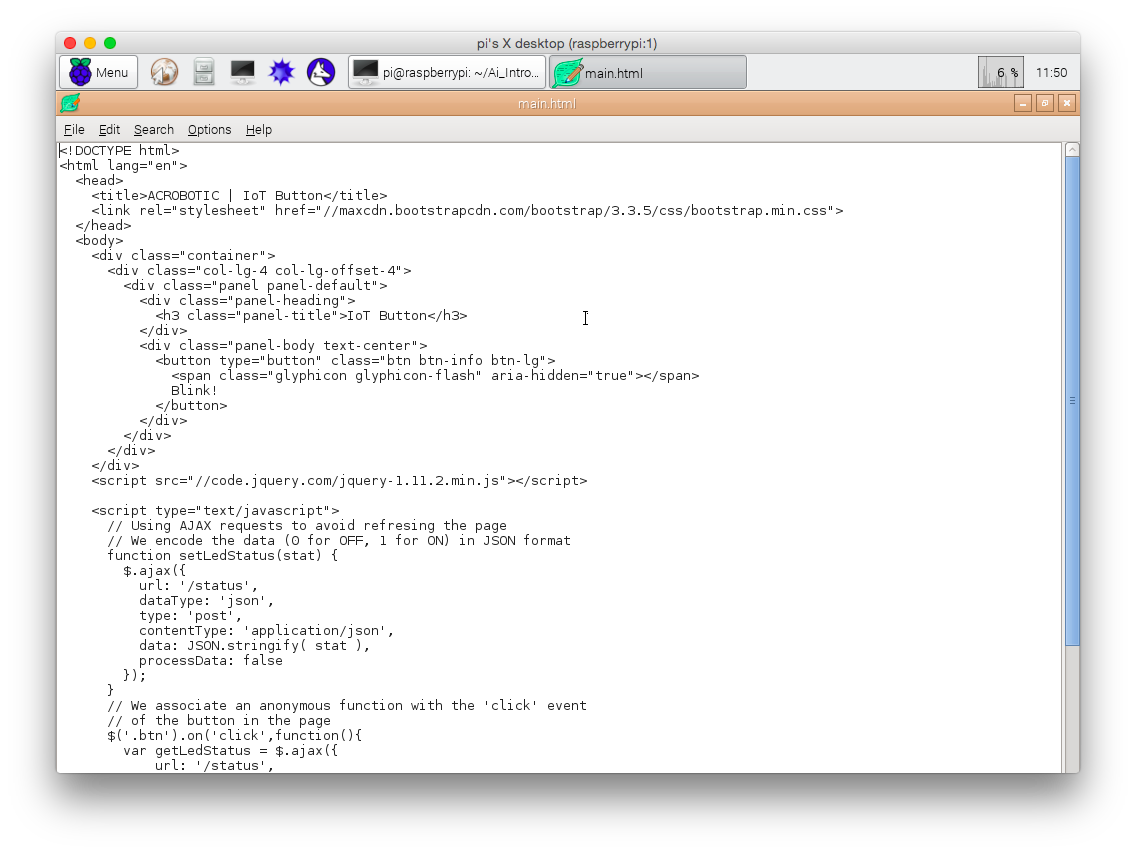 pi's X desktop (raspberrypi:1)
Menu
pi@raspberrypi: ~/Ai_Intro...
main.html
6 %
11:50
main.html
File Edit Search Options Help
<!DOCTYPE html>
<html lang="en">
  <head>
    <title>ACROBOTIC | IoT Button</title>
    <link rel="stylesheet" href="//maxcdn.bootstrapcdn.com/bootstrap/3.3.5/css/bootstrap.min.css">
  </head>
  <body>
    <div class="container">
      <div class="col-lg-4 col-lg-offset-4">
        <div class="panel panel-default">
          <div class="panel-heading">
            <h3 class="panel-title">IoT Button</h3>
          </div>
          <div class="panel-body text-center">
            <button type="button" class="btn btn-info btn-lg">
              <span class="glyphicon glyphicon-flash" aria-hidden="true"></span>
              Blink!
            </button>
          </div>
        </div>
      </div>
    </div>
    <script src="//code.jquery.com/jquery-1.11.2.min.js"></script>

    <script type="text/javascript">
      // Using AJAX requests to avoid refresing the page
      // We encode the data (0 for OFF, 1 for ON) in JSON format
      function setLedStatus(stat) {
        $.ajax({
          url: '/status',
          dataType: 'json',
          type: 'post',
          contentType: 'application/json',
          data: JSON.stringify( stat ),
          processData: false
        });
      }
      // We associate an anonymous function with the 'click' event
      // of the button in the page
      $('.btn').on('click',function(){
        var getLedStatus = $.ajax({
            url: '/status',